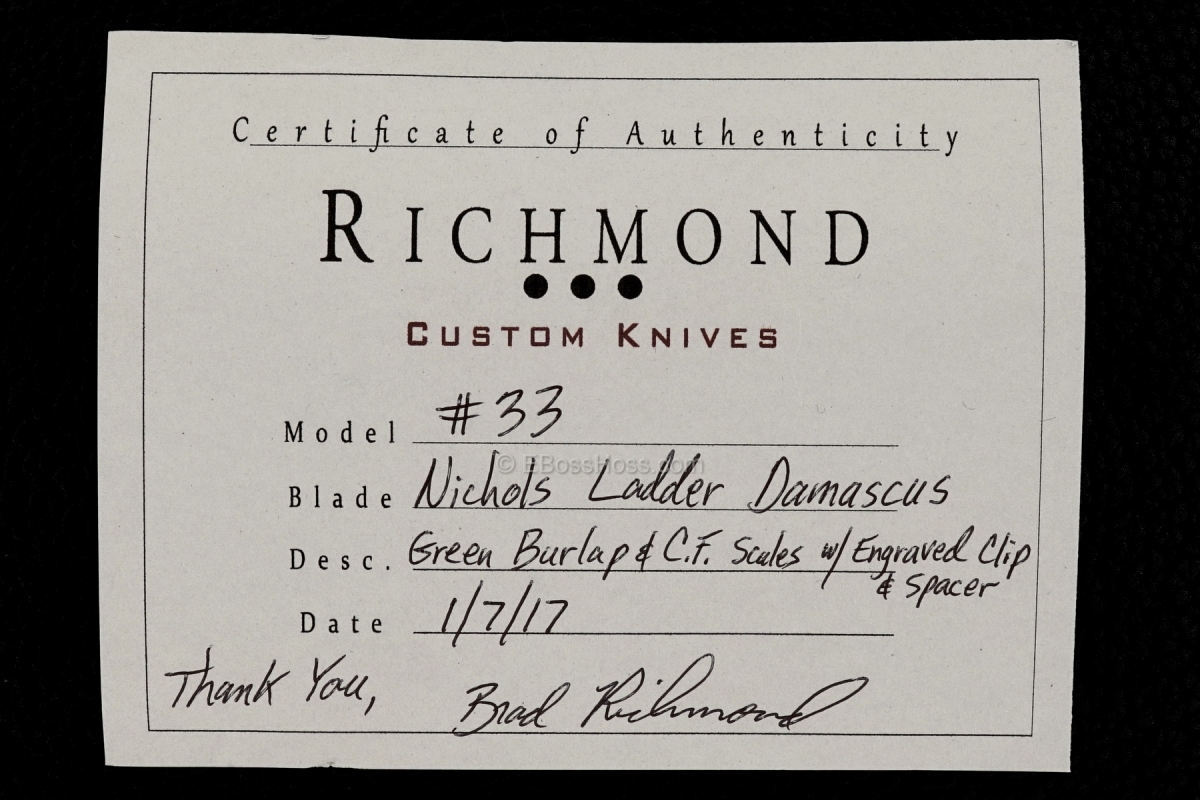 Certificate of Authenticity
RICHMOND
CUSTOM KNIVES
Model #33
© EBossHoss.com
Blade Nichols Ladder Damascus
Desc. Green Burlap & C.F. Scales w/ Engraved Clip
& Spacer
Date 1/7/17
Thank You, Brad Richmond